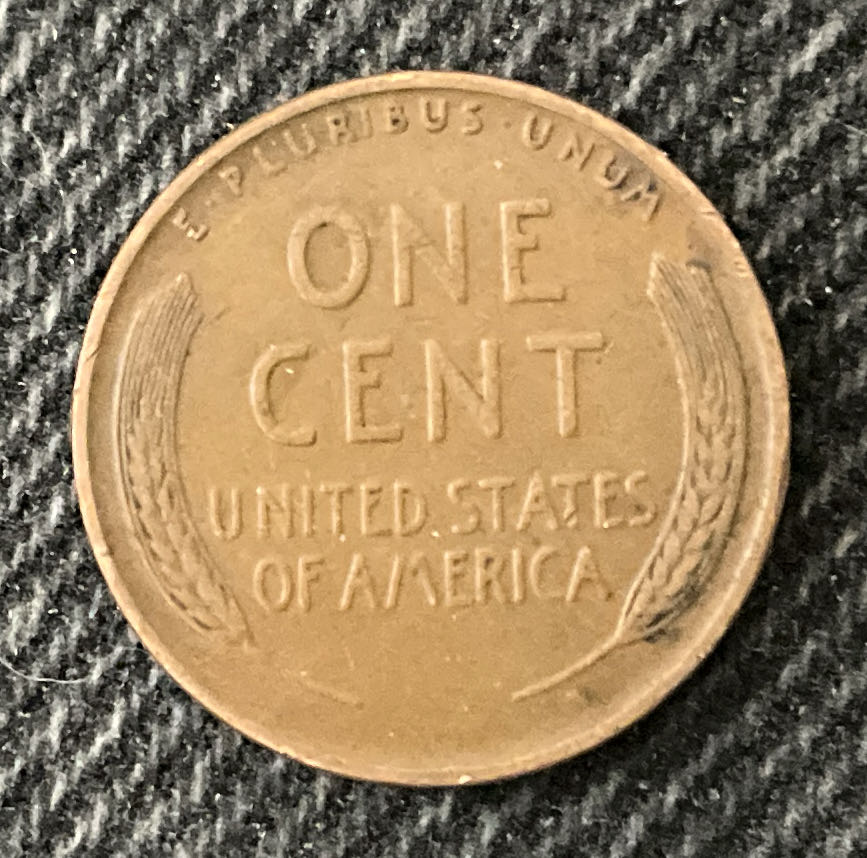 E · PLURIBUS · UNUM
ONE
CENT
UNITED STATES
OF AMERICA